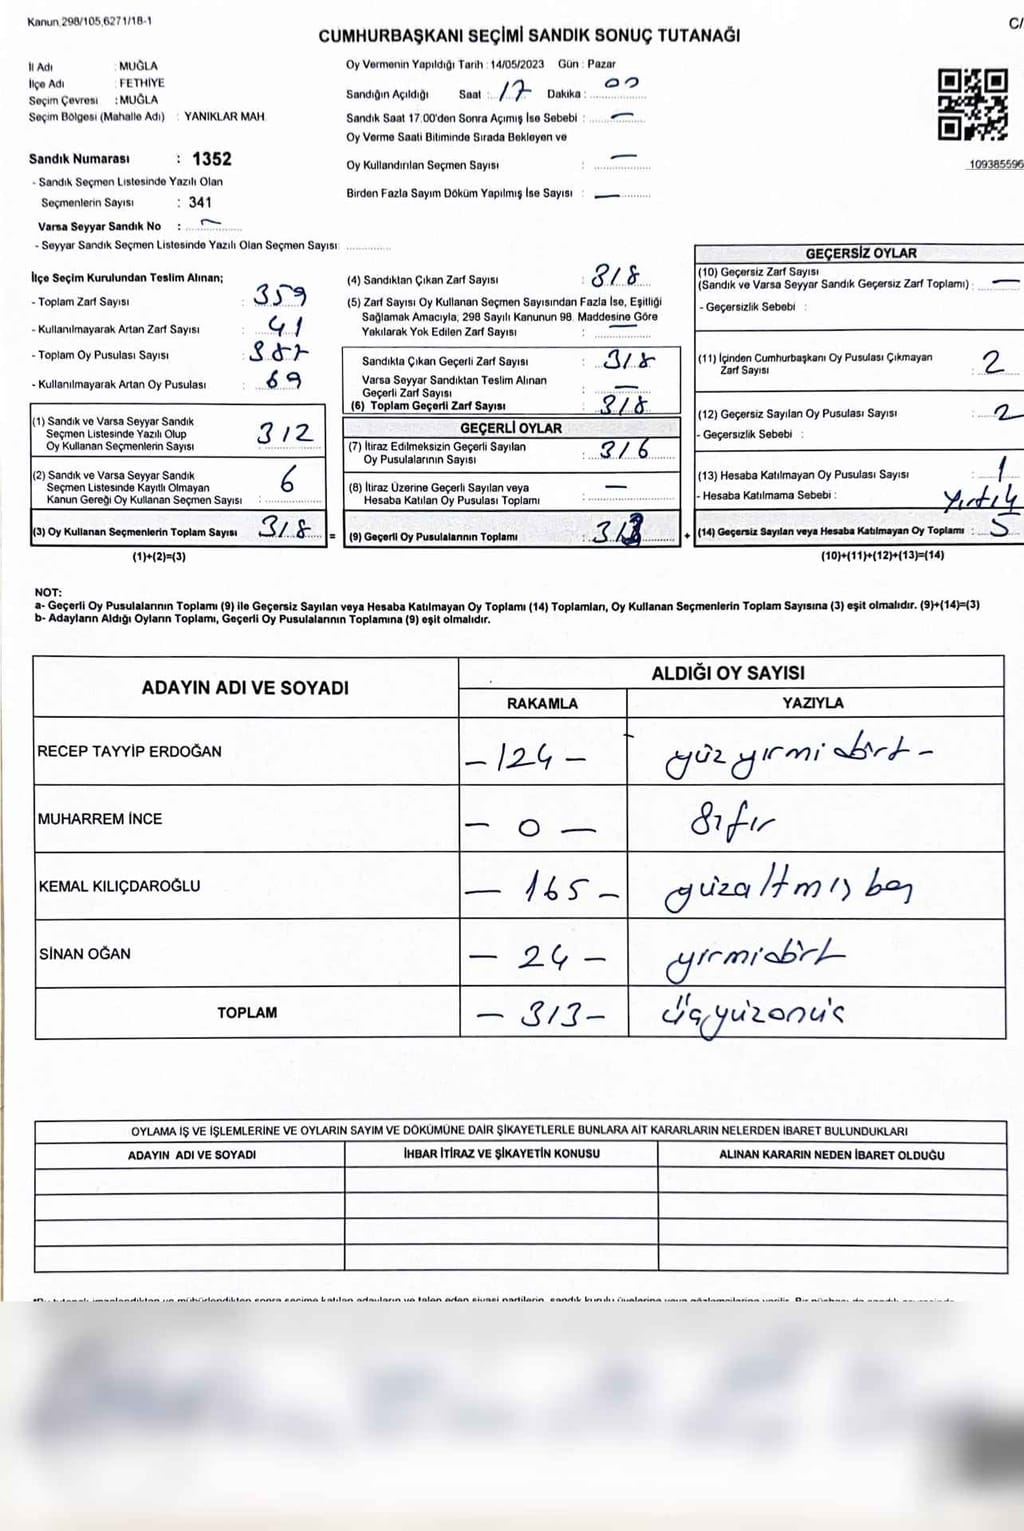 Kanun 298/105,6271/18-1
C/
CUMHURBAŞKANI SEÇİMİ SANDIK SONUÇ TUTANAĞI
İl Adı : MUĞLA
İlçe Adı : FETHİYE
Seçim Çevresi : MUĞLA
Seçim Bölgesi (Mahalle Adı) : YANIKLAR MAH.
Sandık Numarası : 1352
- Sandık Seçmen Listesinde Yazılı Olan
Seçmenlerin Sayısı : 341
Varsa Seyyar Sandık No : —
- Seyyar Sandık Seçmen Listesinde Yazılı Olan Seçmen Sayısı:
Oy Vermenin Yapıldığı Tarih : 14/05/2023 Gün : Pazar
Sandığın Açıldığı Saat : 17 Dakika : 00
Sandık Saat 17.00'den Sonra Açımış İse Sebebi : —
Oy Verme Saati Bitiminde Sırada Bekleyen ve
Oy Kullandırılan Seçmen Sayısı : —
Birden Fazla Sayım Döküm Yapılmış İse Sayısı : —
109385596
İlçe Seçim Kurulundan Teslim Alınan;
- Toplam Zarf Sayısı : 359
- Kullanılmayarak Artan Zarf Sayısı : 41
- Toplam Oy Pusulası Sayısı : 387
- Kullanılmayarak Artan Oy Pusulası : 69
(1) Sandık ve Varsa Seyyar Sandık
Seçmen Listesinde Yazılı Olup
Oy Kullanan Seçmenlerin Sayısı 312
(2) Sandık ve Varsa Seyyar Sandık
Seçmen Listesinde Kayıtlı Olmayan
Kanun Gereği Oy Kullanan Seçmen Sayısı : 6
(3) Oy Kullanan Seçmenlerin Toplam Sayısı : 318 =
(1)+(2)=(3)
(4) Sandıktan Çıkan Zarf Sayısı : 318
(5) Zarf Sayısı Oy Kullanan Seçmen Sayısından Fazla İse, Eşitliği
Sağlamak Amacıyla, 298 Sayılı Kanunun 98. Maddesine Göre
Yakılarak Yok Edilen Zarf Sayısı : —
Sandıkta Çıkan Geçerli Zarf Sayısı : 318
Varsa Seyyar Sandıktan Teslim Alınan
Geçerli Zarf Sayısı : —
(6) Toplam Geçerli Zarf Sayısı : 318
GEÇERLİ OYLAR
(7) İtiraz Edilmeksizin Geçerli Sayılan
Oy Pusulalarının Sayısı : 316
(8) İtiraz Üzerine Geçerli Sayılan veya
Hesaba Katılan Oy Pusulası Toplamı : —
(9) Geçerli Oy Pusulalarının Toplamı : 313 +
GEÇERSİZ OYLAR
(10) Geçersiz Zarf Sayısı
(Sandık ve Varsa Seyyar Sandık Geçersiz Zarf Toplamı) : —
- Geçersizlik Sebebi :
(11) İçinden Cumhurbaşkanı Oy Pusulası Çıkmayan
Zarf Sayısı : 2
(12) Geçersiz Sayılan Oy Pusulası Sayısı : 2
- Geçersizlik Sebebi :
(13) Hesaba Katılmayan Oy Pusulası Sayısı : 1
- Hesaba Katılmama Sebebi : Yırtık
(14) Geçersiz Sayılan veya Hesaba Katılmayan Oy Toplamı : 5
(10)+(11)+(12)+(13)=(14)
NOT:
a- Geçerli Oy Pusulalarının Toplamı (9) ile Geçersiz Sayılan veya Hesaba Katılmayan Oy Toplamı (14) Toplamları, Oy Kullanan Seçmenlerin Toplam Sayısına (3) eşit olmalıdır. (9)+(14)=(3)
b- Adayların Aldığı Oyların Toplamı, Geçerli Oy Pusulalarının Toplamına (9) eşit olmalıdır.
ADAYIN ADI VE SOYADI ALDIĞI OY SAYISI
RAKAMLA YAZIYLA
RECEP TAYYİP ERDOĞAN -124- yüz yirmi dört -
MUHARREM İNCE - 0 - Sıfır
KEMAL KILIÇDAROĞLU - 165 - yüzaltmış beş
SİNAN OĞAN - 24 - yirmidört
TOPLAM - 313 - Üçyüzonüç
OYLAMA İŞ VE İŞLEMLERİNE VE OYLARIN SAYIM VE DÖKÜMÜNE DAİR ŞİKAYETLERLE BUNLARA AİT KARARLARIN NELERDEN İBARET BULUNDUKLARI
ADAYIN ADI VE SOYADI İHBAR İTİRAZ VE ŞİKAYETİN KONUSU ALINAN KARARIN NEDEN İBARET OLDUĞU